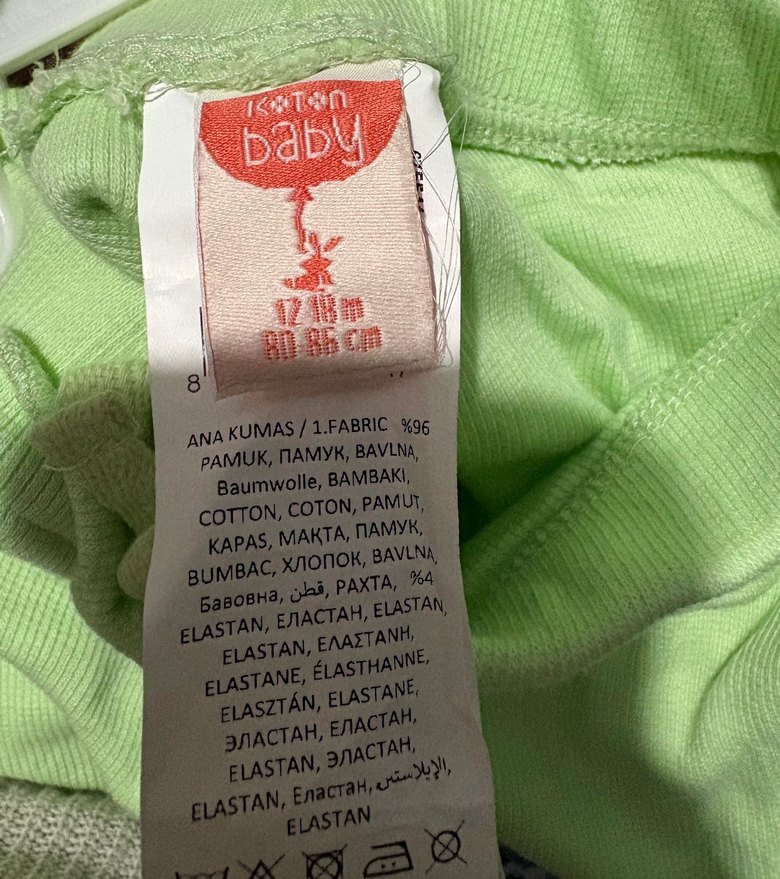 KOTON
baby
12 18 m
80 86 cm
8
ANA KUMAS / 1.FABRIC %96
PAMUK, ПАМУК, BAVLNA,
Baumwolle, BAMBAKI,
COTTON, COTON, PAMUT,
KAPAS, МАҚТА, ПАМУК,
BUMBAC, ХЛОПОК, BAVLNA,
Бавовна, قطن, PAXTA, %4
ELASTAN, ЕЛАСТАН, ELASTAN,
ELASTAN, ΕΛΑΣΤΑΝΗ,
ELASTANE, ÉLASTHANNE,
ELASZTÁN, ELASTANE,
ЭЛАСТАН, ЕЛАСТАН,
ELASTAN, ЭЛАСТАН,
ELASTAN, Еластан, الإيلاستين,
ELASTAN